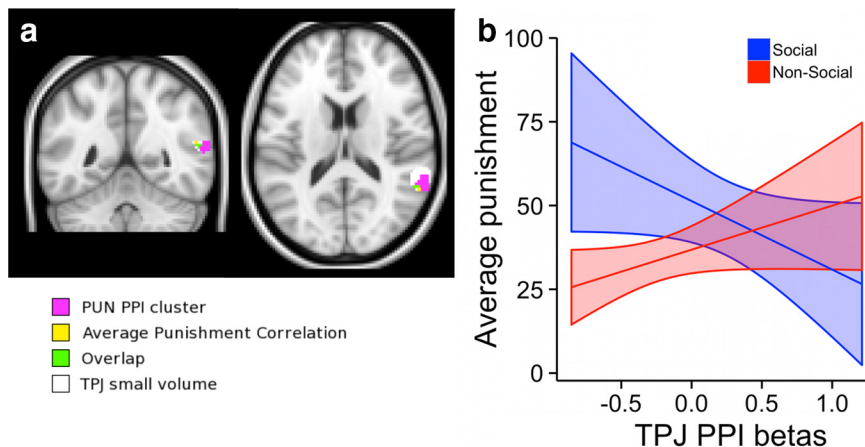 a
PUN PPI cluster
Average Punishment Correlation
Overlap
TPJ small volume
b
Average punishment
100
75
50
25
0
Social
Non-Social
-0.5 0.0 0.5 1.0
TPJ PPI betas